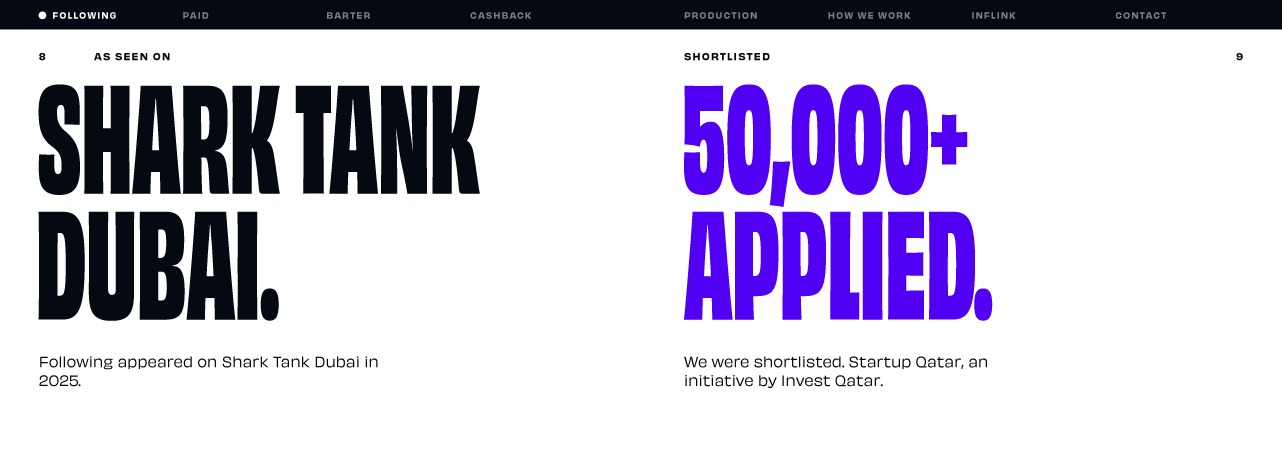 FOLLOWING PAID BARTER CASHBACK PRODUCTION HOW WE WORK INFLINK CONTACT
8 AS SEEN ON
SHARK TANK
DUBAI.
Following appeared on Shark Tank Dubai in
2025.
SHORTLISTED 9
50,000+
APPLIED.
We were shortlisted. Startup Qatar, an
initiative by Invest Qatar.